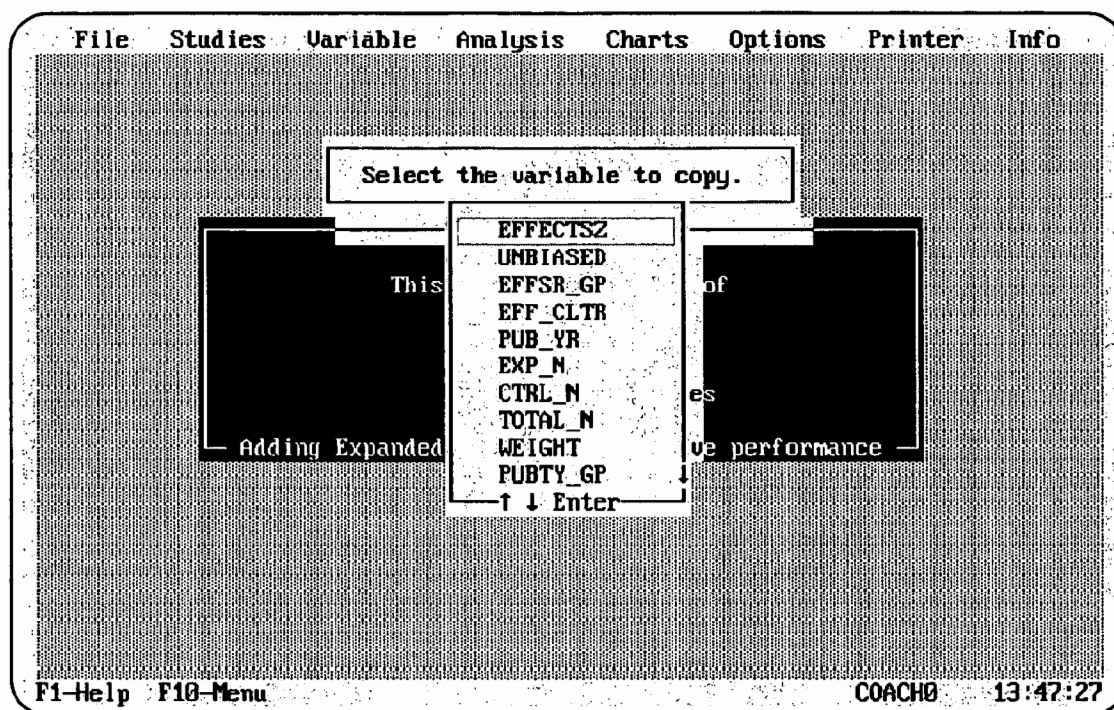 File Studies Variable Analysis Charts Options Printer Info
Select the variable to copy.
EFFECTSZ
UNBIASED
This EFFSR_GP of
EFF_CLTR
PUB_YR
EXP_N
CTRL_N es
TOTAL_N
Adding Expanded WEIGHT ve performance
PUBTY_GP ↓
↑ ↓ Enter
F1-Help F10-Menu COACH0 13:47:27